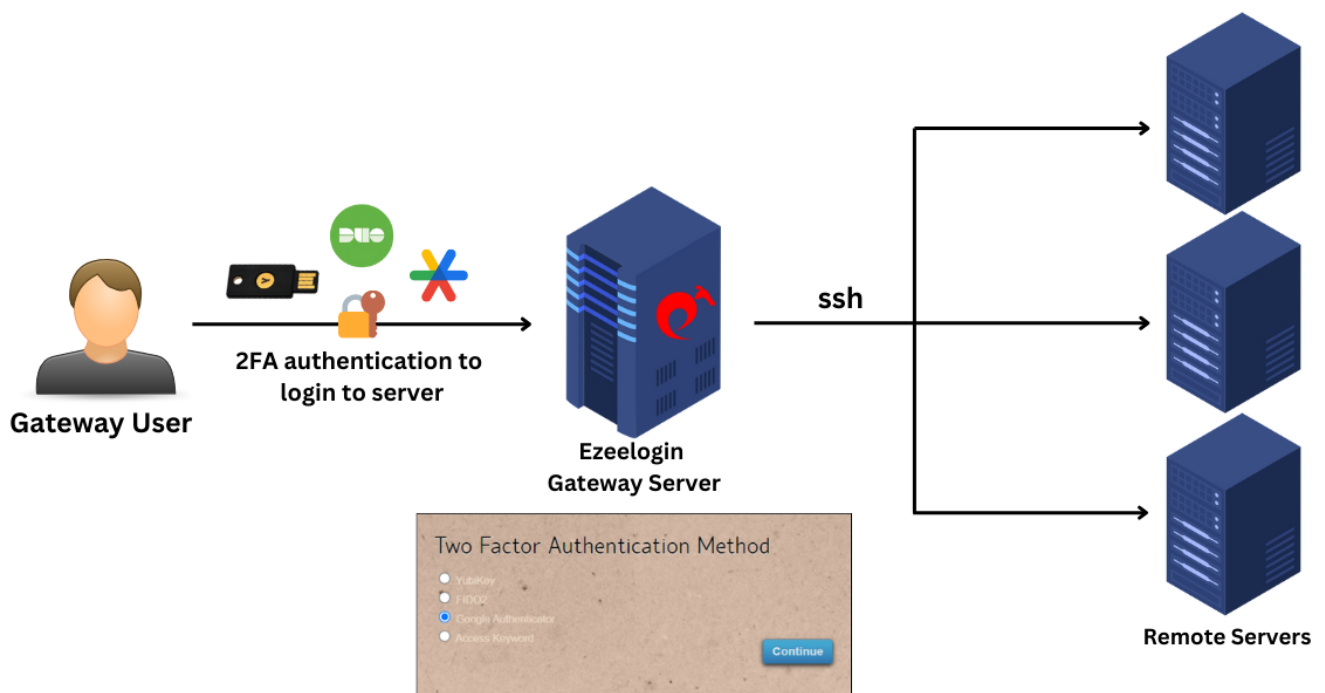 DUO
ssh
2FA authentication to
login to server
Gateway User
Ezeelogin
Gateway Server
Two Factor Authentication Method
YubiKey
FIDO2
Google Authenticator
Access Keyword
Continue
Remote Servers